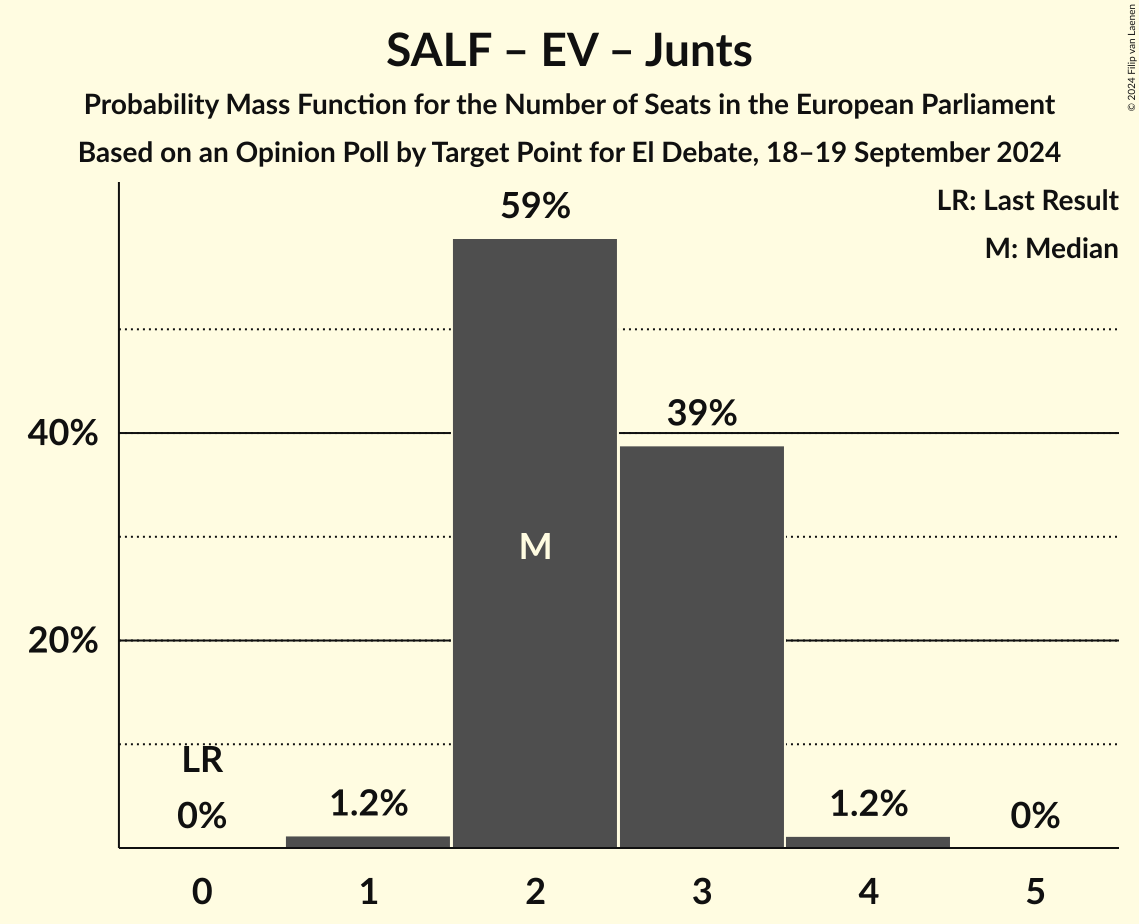 SALF – EV – Junts
Probability Mass Function for the Number of Seats in the European Parliament
Based on an Opinion Poll by Target Point for El Debate, 18–19 September 2024
© 2024 Filip van Laenen
LR: Last Result
M: Median
59%
39%
40%
M
20%
LR
0%
1.2%
1.2%
0%
0
1
2
3
4
5